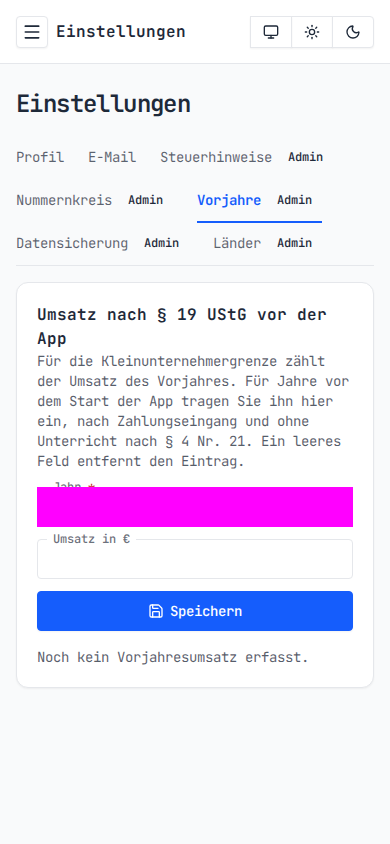 Einstellungen
Einstellungen
Profil E-Mail Steuerhinweise Admin
Nummernkreis Admin Vorjahre Admin
Datensicherung Admin Länder Admin
Umsatz nach § 19 UStG vor der
App
Für die Kleinunternehmergrenze zählt
der Umsatz des Vorjahres. Für Jahre vor
dem Start der App tragen Sie ihn hier
ein, nach Zahlungseingang und ohne
Unterricht nach § 4 Nr. 21. Ein leeres
Feld entfernt den Eintrag.
Jahr *
Umsatz in €
Speichern
Noch kein Vorjahresumsatz erfasst.